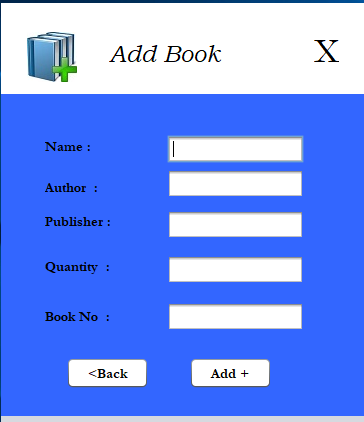 Add Book X
Name :
Author :
Publisher :
Quantity :
Book No :
<Back Add +